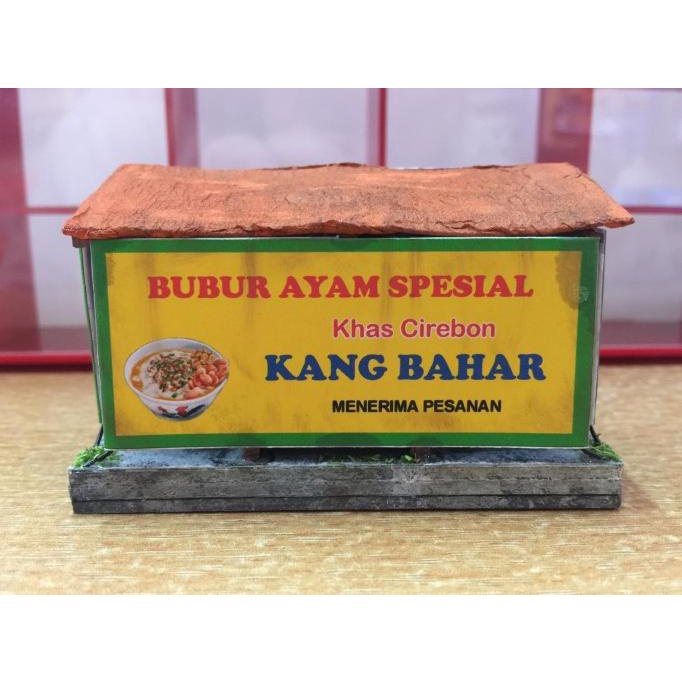 BUBUR AYAM SPESIAL
Khas Cirebon
KANG BAHAR
MENERIMA PESANAN